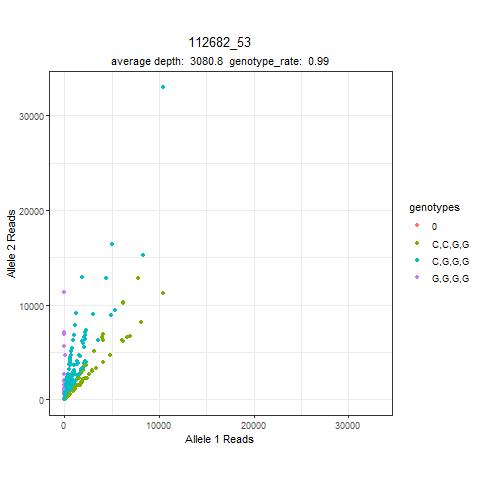 112682_53
average depth: 3080.8 genotype_rate: 0.99
30000
20000
10000
0
Allele 2 Reads
0 10000 20000 30000
Allele 1 Reads
genotypes
0
C,C,G,G
C,G,G,G
G,G,G,G